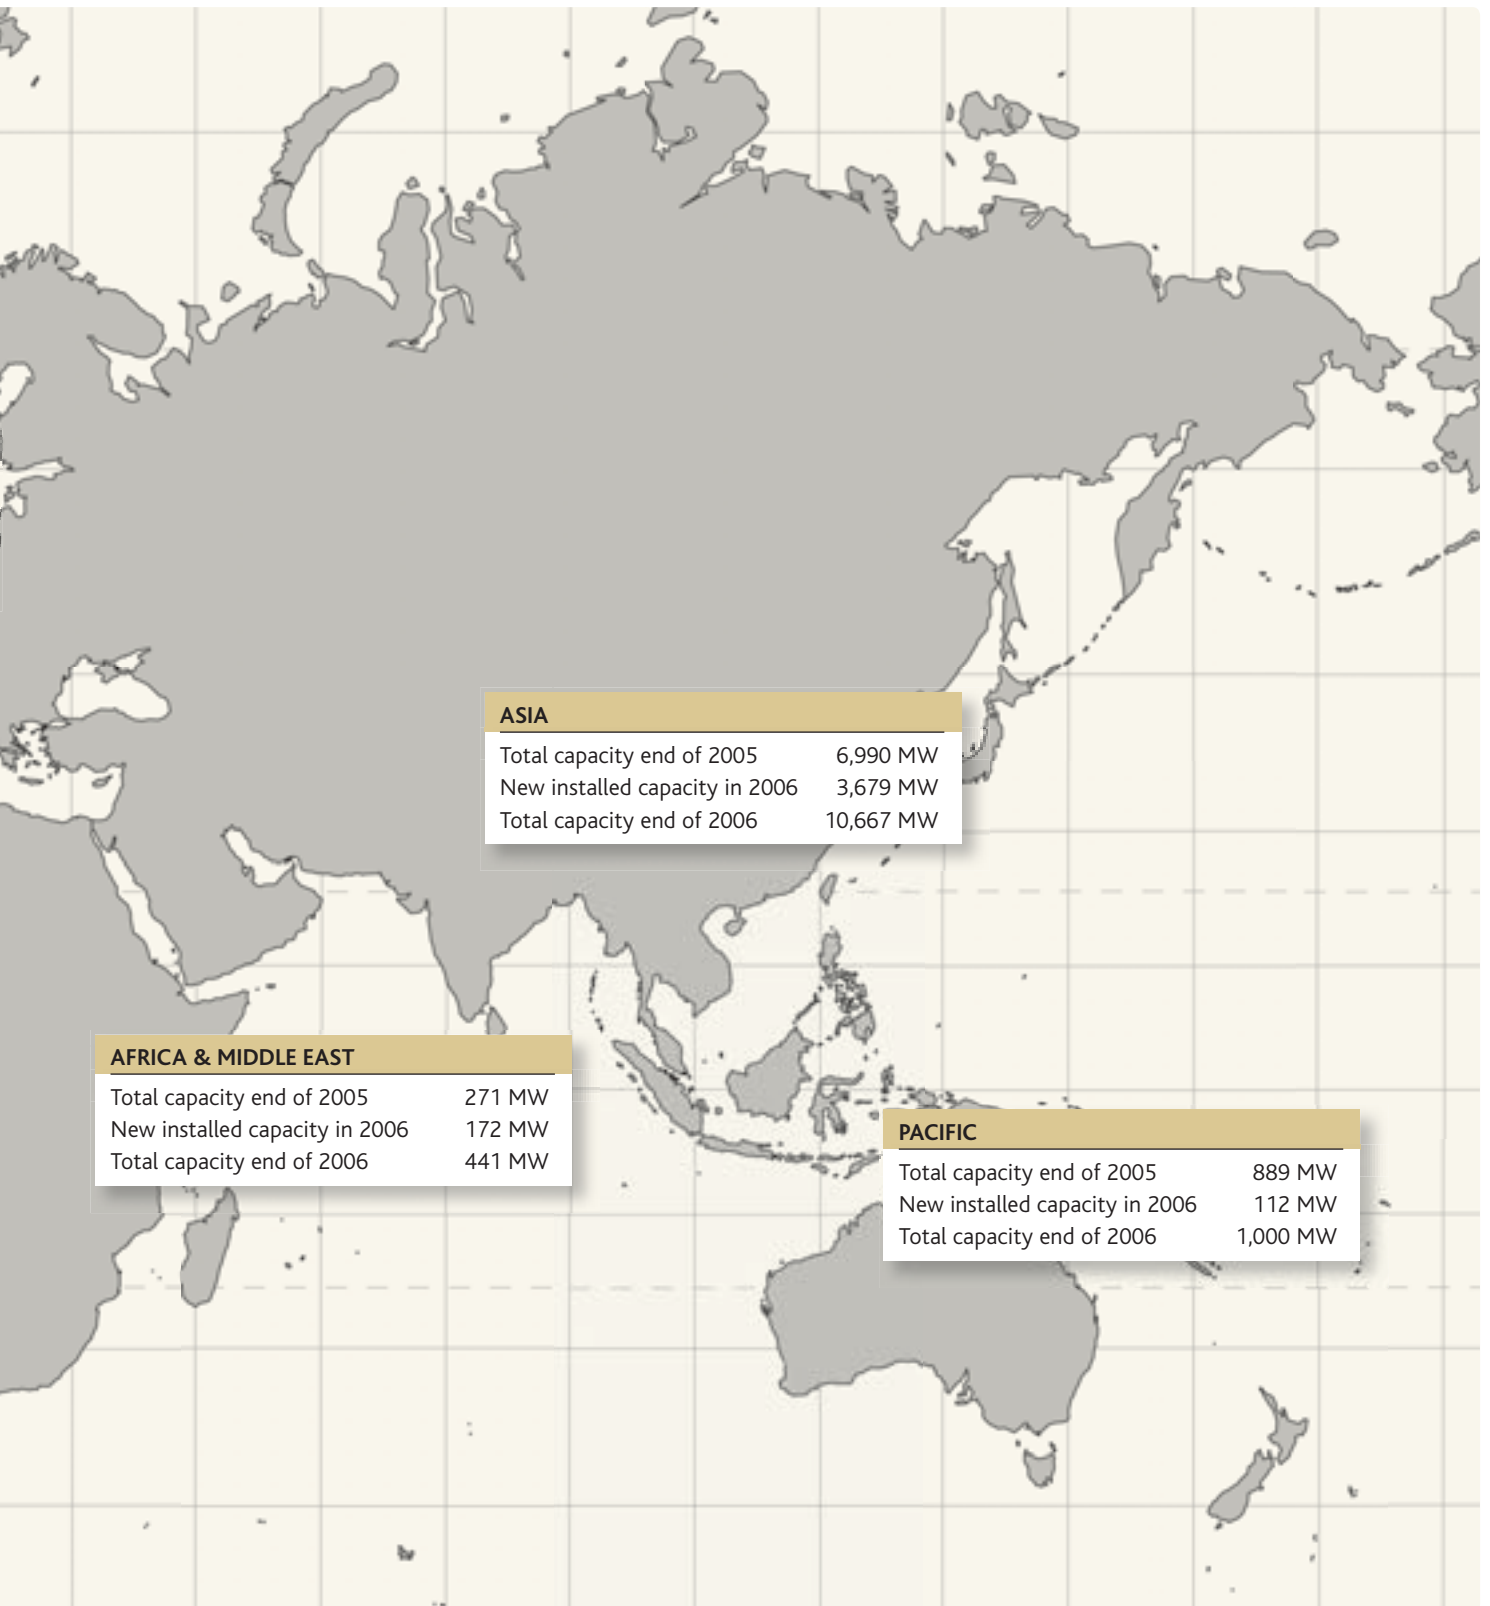 ASIA
Total capacity end of 2005 6,990 MW
New installed capacity in 2006 3,679 MW
Total capacity end of 2006 10,667 MW
AFRICA & MIDDLE EAST
Total capacity end of 2005 271 MW
New installed capacity in 2006 172 MW
Total capacity end of 2006 441 MW
PACIFIC
Total capacity end of 2005 889 MW
New installed capacity in 2006 112 MW
Total capacity end of 2006 1,000 MW